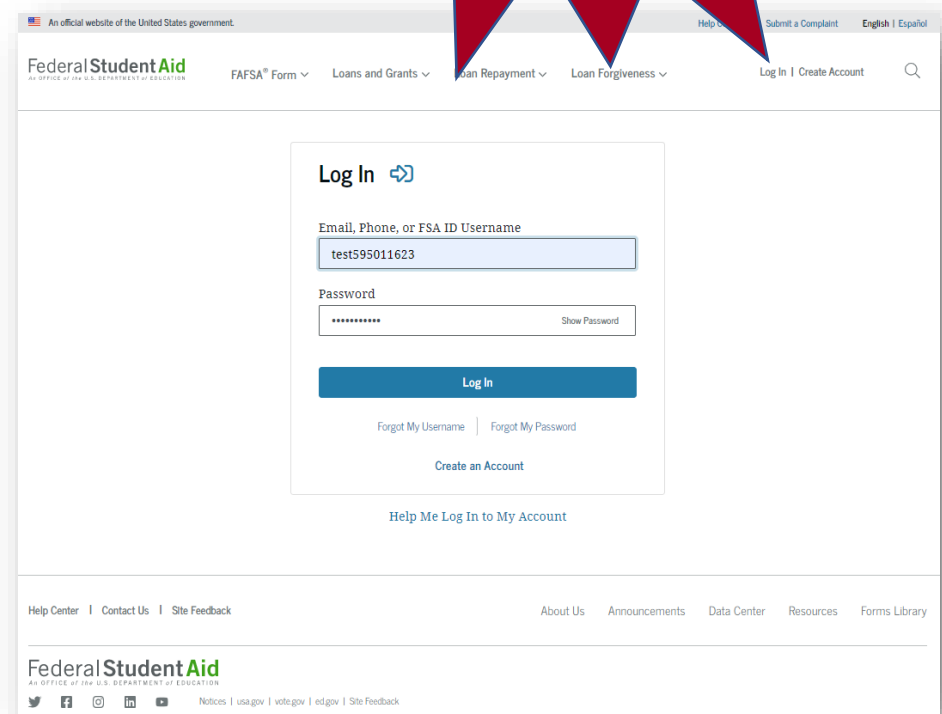 An official website of the United States government.
Help Submit a Complaint English | Español
Federal Student Aid
An OFFICE of the U.S. DEPARTMENT of EDUCATION
FAFSA® Form Loans and Grants Loan Repayment Loan Forgiveness Log In | Create Account
Log In
Email, Phone, or FSA ID Username
test595011623
Password
••••••••••• Show Password
Log In
Forgot My Username Forgot My Password
Create an Account
Help Me Log In to My Account
Help Center | Contact Us | Site Feedback About Us Announcements Data Center Resources Forms Library
Federal Student Aid
An OFFICE of the U.S. DEPARTMENT of EDUCATION
Notices | usa.gov | vote.gov | ed.gov | Site Feedback